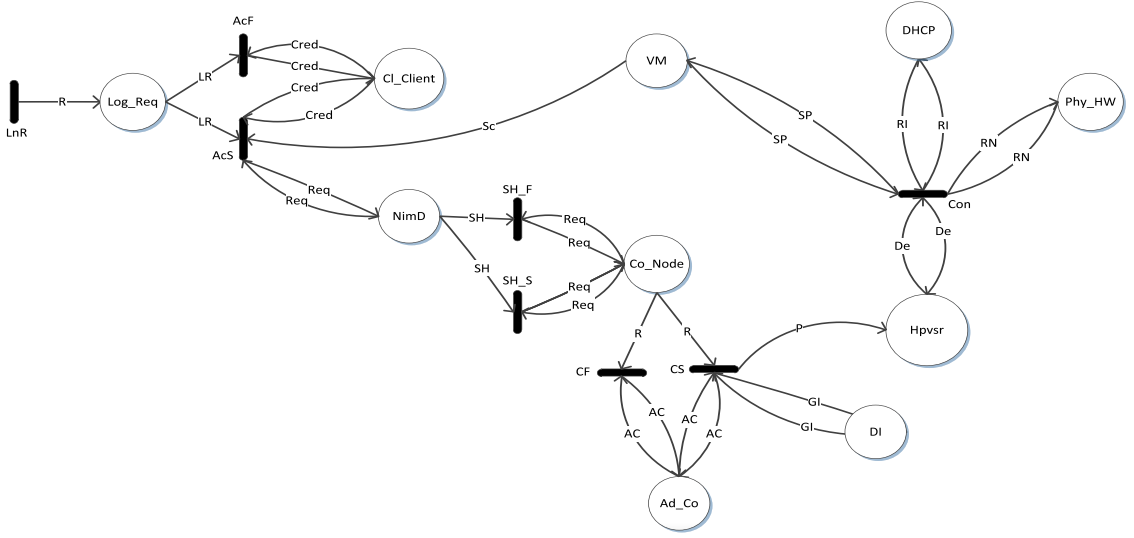 AcF
DHCP
Cred
VM
Cred
Cl_Client
LR
Cred
R
Log_Req
Phy_HW
LnR
SP
Cred
LR
RI
RI
Sc
SP
RN
AcS
RN
Req
SH_F
Req
Con
NimD
SH
Req
De
Req
De
Co_Node
SH
SH_S
Req
Req
R
R
P
Hpvsr
CF
CS
GI
AC
AC
GI
DI
AC
AC
Ad_Co